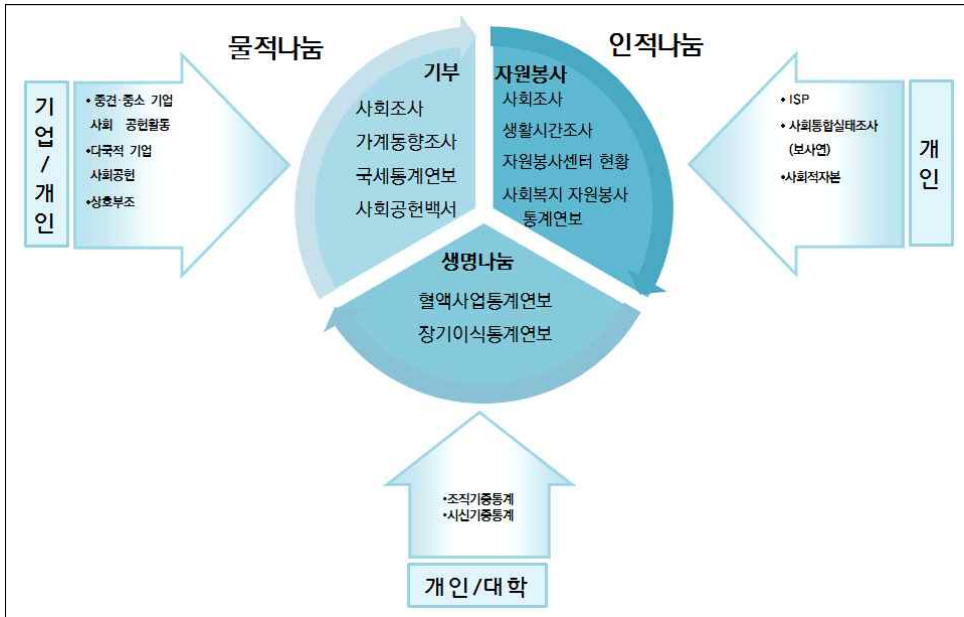 물적나눔
인적나눔
기업/개인
• 중견·중소 기업
사회 공헌활동
•다국적 기업
사회공헌
•상호부조
기부
사회조사
가계동향조사
국세통계연보
사회공헌백서
자원봉사
사회조사
생활시간조사
자원봉사센터 현황
사회복지 자원봉사
통계연보
• ISP
• 사회통합실태조사
(보사연)
•사회적자본
개인
생명나눔
혈액사업통계연보
장기이식통계연보
•조직기증통계
•시신기증통계
개인/대학